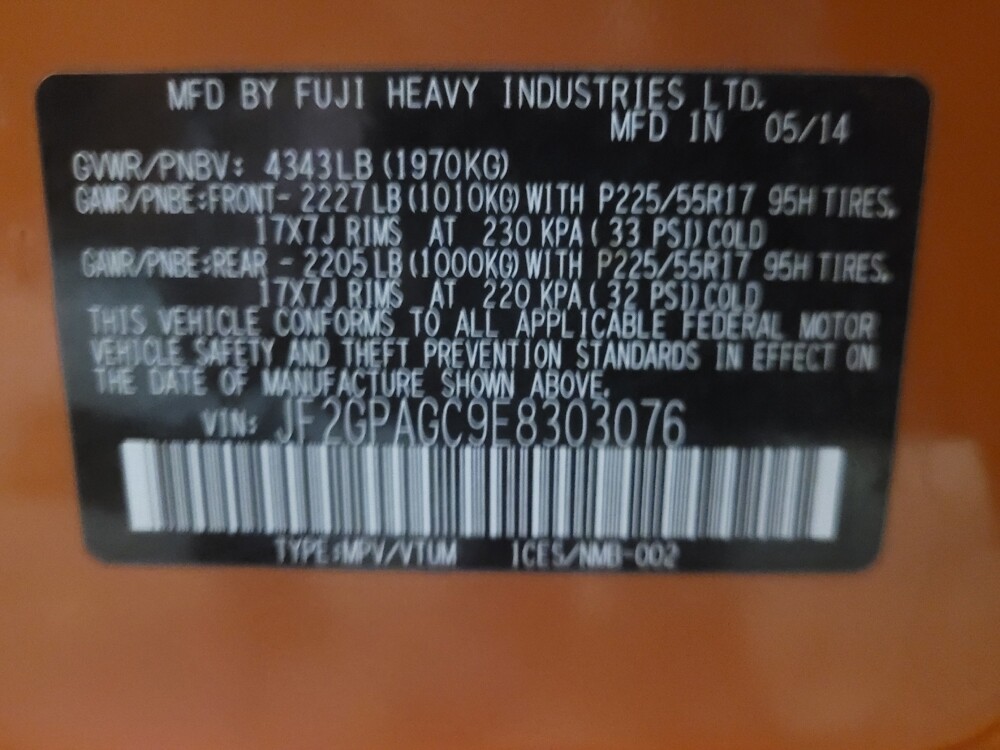 MFD BY FUJI HEAVY INDUSTRIES LTD.
MFD IN 05/14
GVWR/PNBV: 4343LB (1970KG)
GAWR/PNBE:FRONT- 2227LB (1010KG) WITH P225/55R17 95H TIRES.
17X7J RIMS AT 230 KPA ( 33 PSI) COLD
GAWR/PNBE:REAR - 2205LB (1000KG) WITH P225/55R17 95H TIRES.
17X7J RIMS AT 220 KPA ( 32 PSI) COLD
THIS VEHICLE CONFORMS TO ALL APPLICABLE FEDERAL MOTOR
VEHICLE SAFETY AND THEFT PREVENTION STANDARDS IN EFFECT ON
THE DATE OF MANUFACTURE SHOWN ABOVE.
VIN: JF2GPAGC9E8303076
TYPE:MPV/VTUM ICES/NMB-002